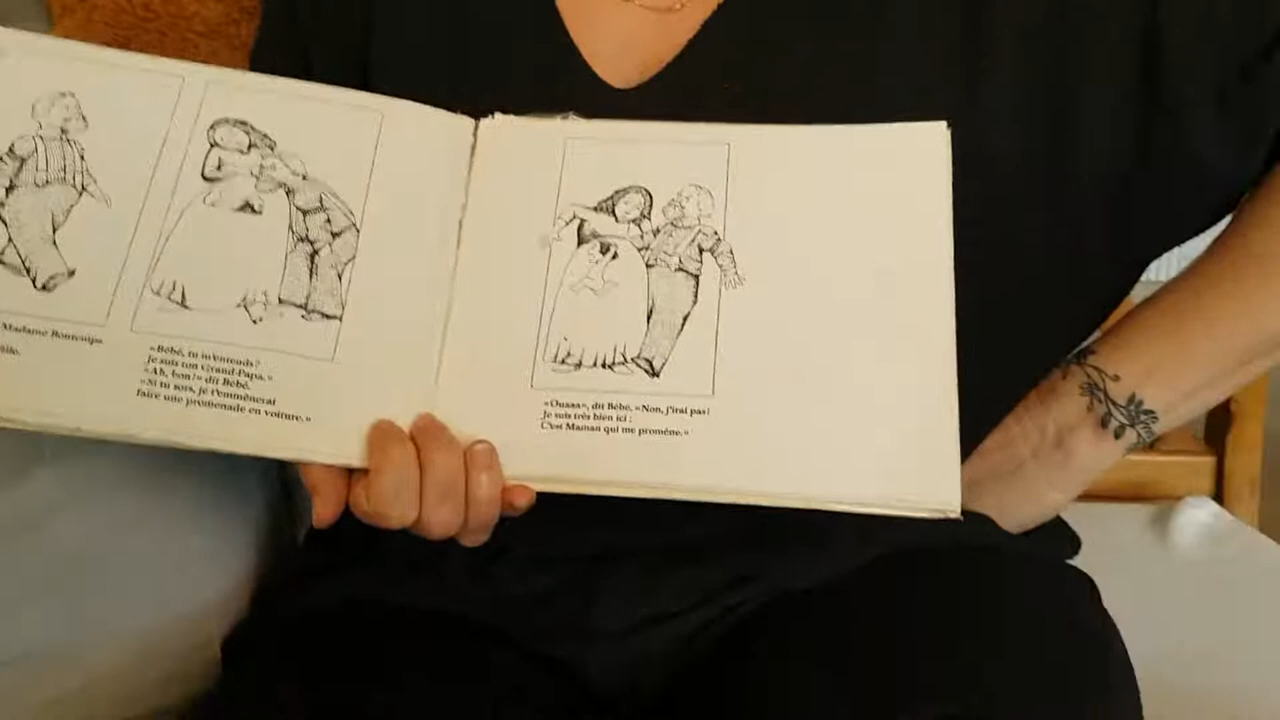 Madame Bontemps
«Bébé, tu m'entends?
Je suis ton Grand-Papa.»
«Ah, bon!» dit Bébé.
«Si tu sors, je t'emmènerai
faire une promenade en voiture.»
«Ouaaa», dit Bébé, «Non, j'irai pas!
Je suis très bien ici;
C'est Maman qui me promène.»